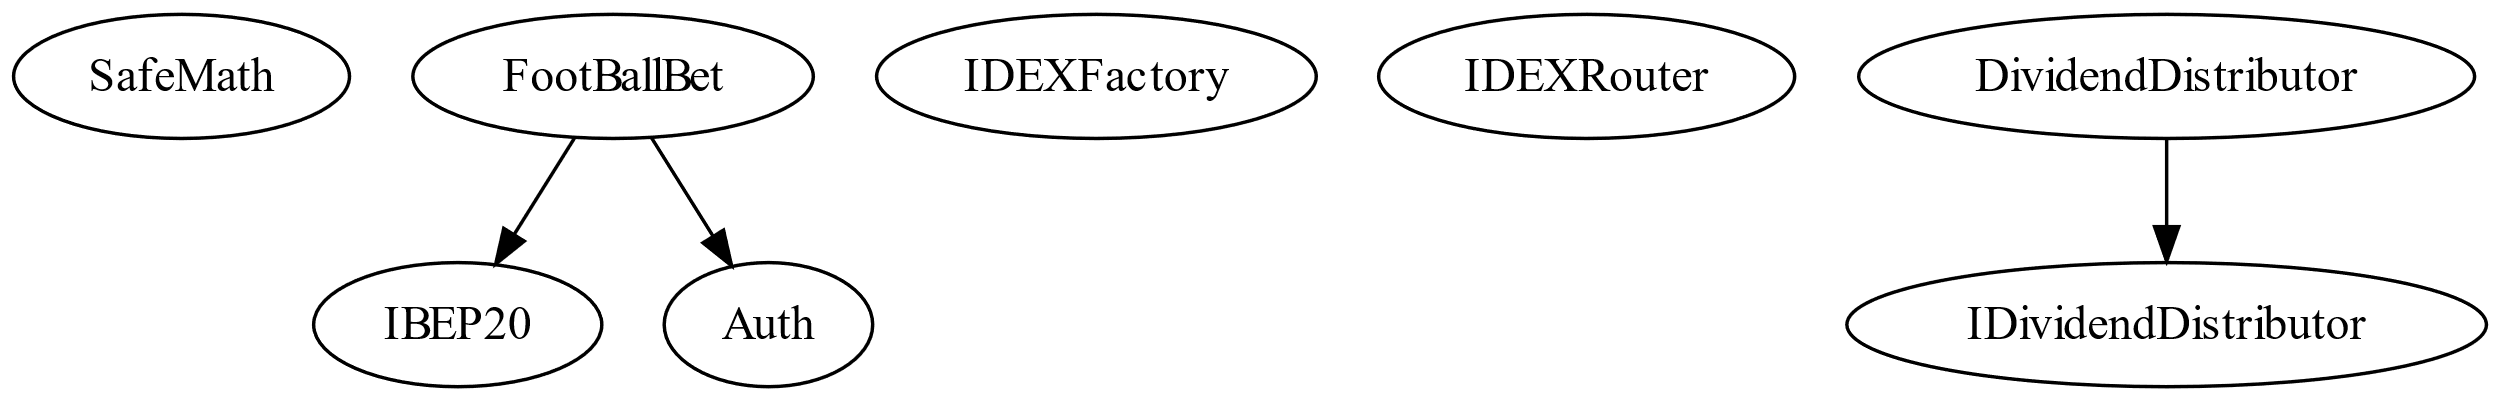 SafeMath
FootBallBet
IDEXFactory
IDEXRouter
DividendDistributor
IBEP20
Auth
IDividendDistributor